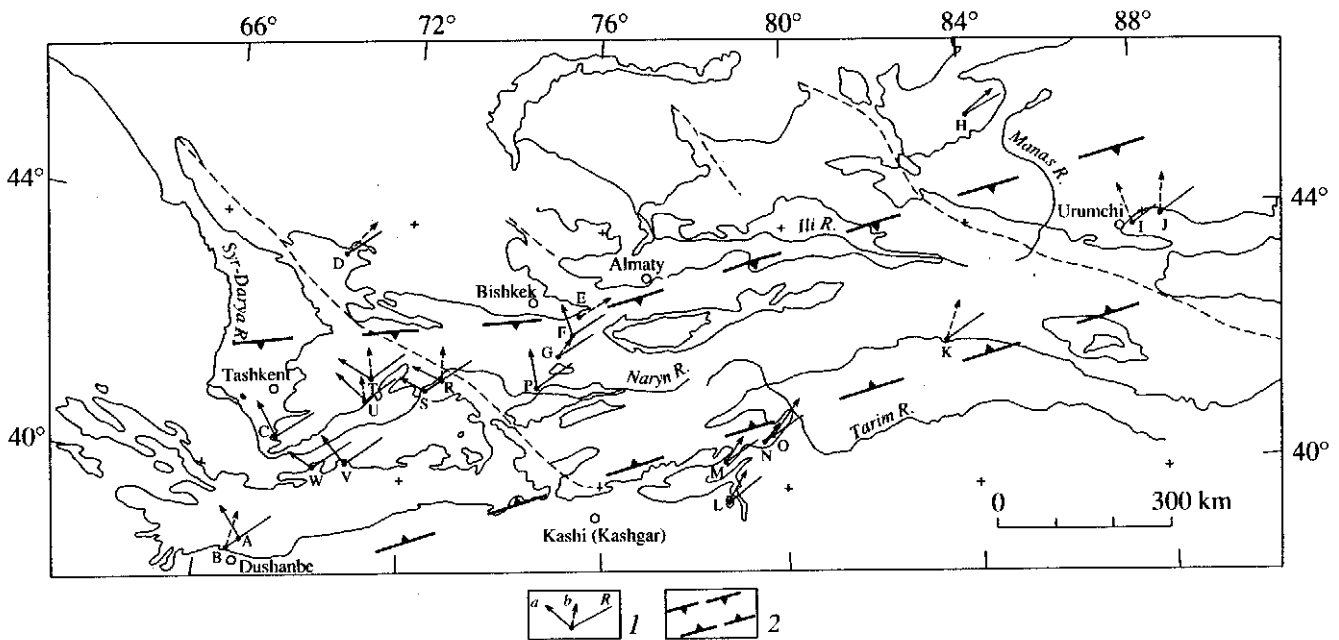 66° 72° 76° 80° 84° 88°
H
Manas R.
44° 44°
Urumchi
I J
Ili R.
D
Almaty
Syr-Darya R.
Bishkek
E
F
G
K
Tashkent
T
R
P
Naryn R.
U
S
Tarim R.
C
40° 40°
W V
M N O
L
0 300 km
Kashi (Kashgar)
A
B
Dushanbe
a b R 1 2